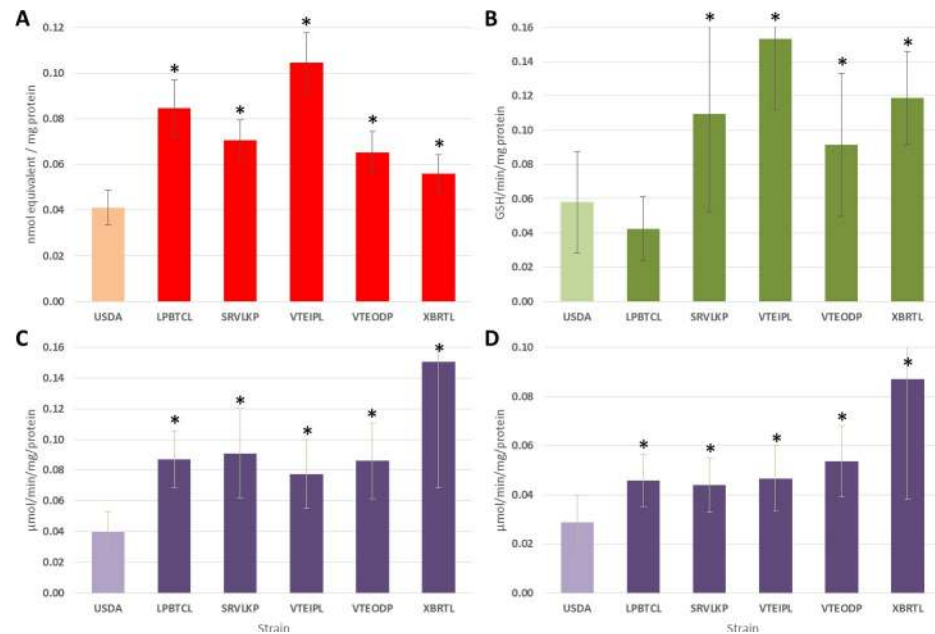 A
0.12
0.10
0.08
0.06
0.04
0.02
0.00
nmol equivalent / mg protein
* * * * *
USDA LPBTCL SRVLKP VTEIPL VTEODP XBRTL
B
0.16
0.14
0.12
0.10
0.08
0.06
0.04
0.02
0.00
GSH/min/mg/mg protein
* * * *
USDA LPBTCL SRVLKP VTEIPL VTEODP XBRTL
C
0.16
0.14
0.12
0.10
0.08
0.06
0.04
0.02
0.00
µmol/min/mg/protein
* * * * *
USDA LPBTCL SRVLKP VTEIPL VTEODP XBRTL
Strain
D
0.10
0.08
0.06
0.04
0.02
0.00
µmol/min/mg/protein
* * * * *
USDA LPBTCL SRVLKP VTEIPL VTEODP XBRTL
Strain